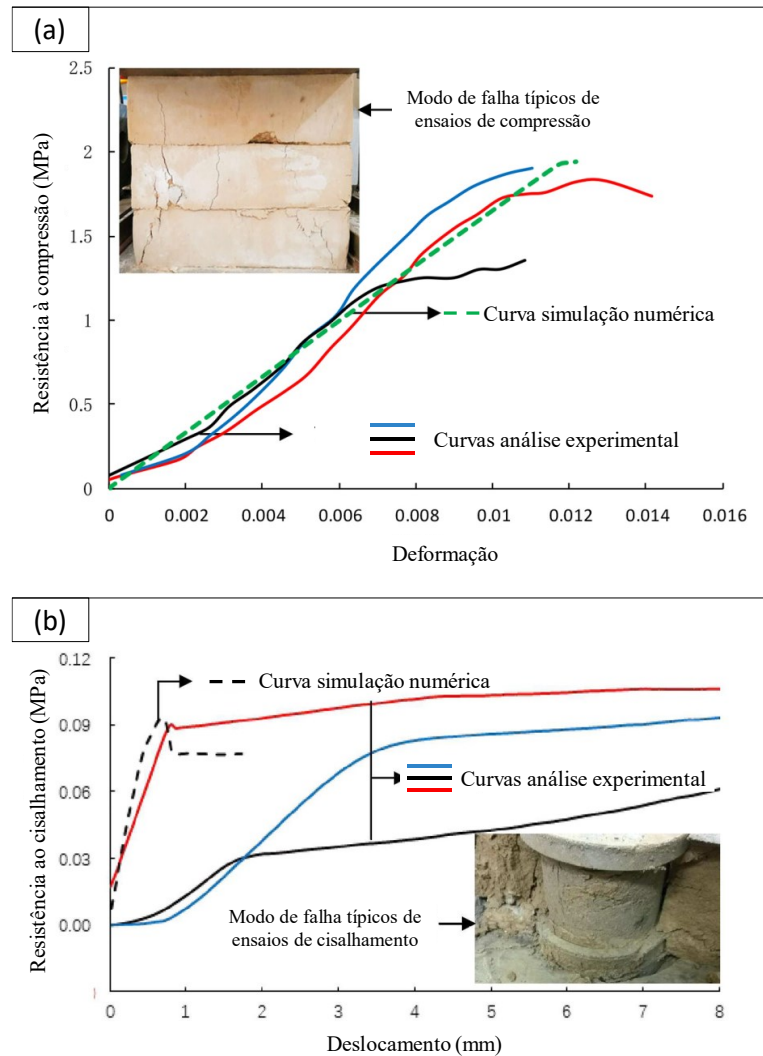 (a)
2.5
2
1.5
1
0.5
0
Resistência à compressão (MPa)
Modo de falha típicos de
ensaios de compressão
Curva simulação numérica
Curvas análise experimental
0 0.002 0.004 0.006 0.008 0.01 0.012 0.014 0.016
Deformação
(b)
0.12
0.09
0.06
0.03
0.00
Resistência ao cisalhamento (MPa)
Curva simulação numérica
Curvas análise experimental
Modo de falha típicos de
ensaios de cisalhamento
0 1 2 3 4 5 6 7 8
Deslocamento (mm)